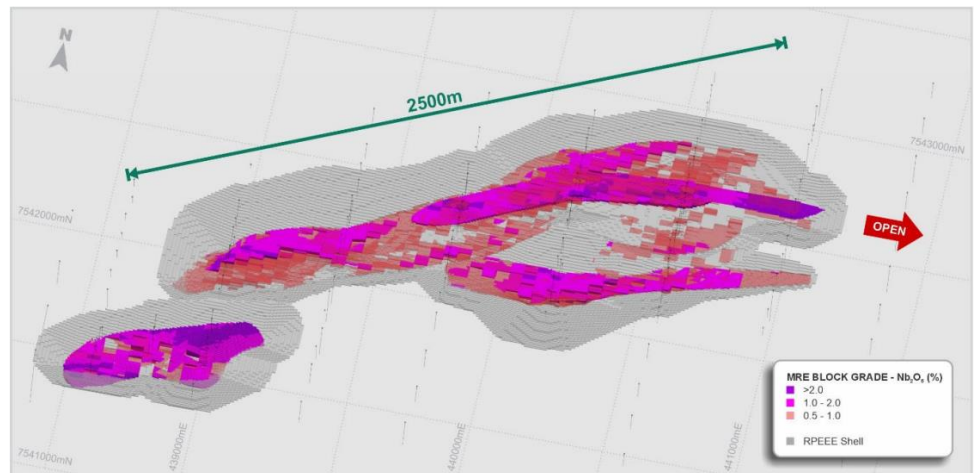 N
2500m
7543000mN
7542000mN
OPEN
MRE BLOCK GRADE - Nb₂O₅ (%)
>2.0
1.0 - 2.0
0.5 - 1.0
RPEEE Shell
7541000mN
439000mE
440000mE
441000mE